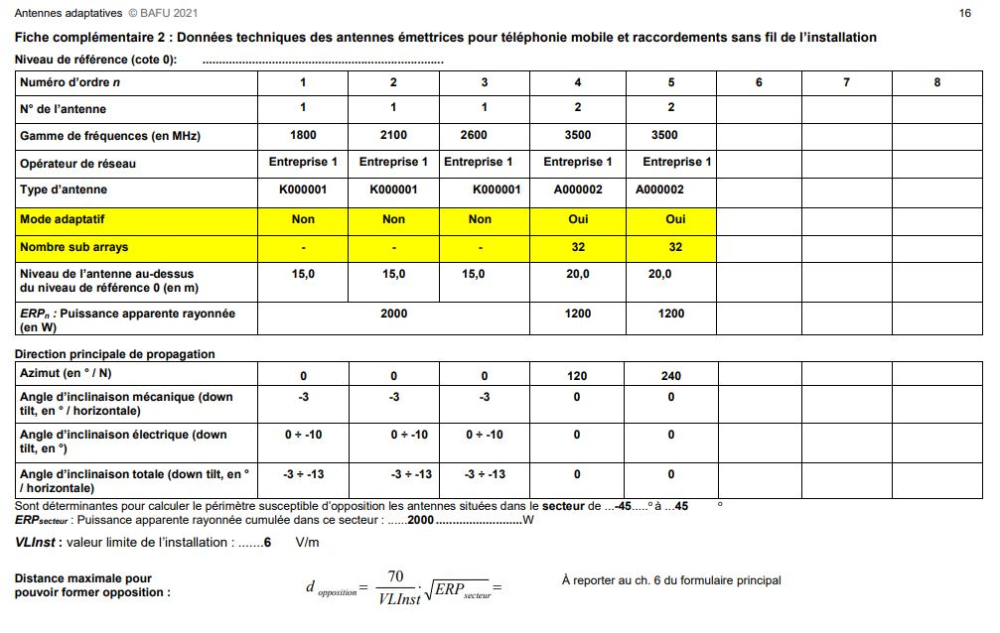 Antennes adaptatives © BAFU 2021 16
Fiche complémentaire 2 : Données techniques des antennes émettrices pour téléphonie mobile et raccordements sans fil de l'installation
Niveau de référence (cote 0): ..........................................................................
Numéro d'ordre n 1 2 3 4 5 6 7 8
N° de l'antenne 1 1 1 2 2
Gamme de fréquences (en MHz) 1800 2100 2600 3500 3500
Opérateur de réseau Entreprise 1 Entreprise 1 Entreprise 1 Entreprise 1 Entreprise 1
Type d'antenne K000001 K000001 K000001 A000002 A000002
Mode adaptatif Non Non Non Oui Oui
Nombre sub arrays - - - 32 32
Niveau de l'antenne au-dessus
du niveau de référence 0 (en m) 15,0 15,0 15,0 20,0 20,0
ERPn : Puissance apparente rayonnée
(en W) 2000 1200 1200
Direction principale de propagation
Azimut (en ° / N) 0 0 0 120 240
Angle d'inclinaison mécanique (down
tilt, en ° / horizontale) -3 -3 -3 0 0
Angle d'inclinaison électrique (down
tilt, en °) 0 ÷ -10 0 ÷ -10 0 ÷ -10 0 0
Angle d'inclinaison totale (down tilt, en °
/ horizontale) -3 ÷ -13 -3 ÷ -13 -3 ÷ -13 0 0
Sont déterminantes pour calculer le périmètre susceptible d'opposition les antennes situées dans le secteur de ...-45.....° à ...45 °
ERPsecteur : Puissance apparente rayonnée cumulée dans ce secteur : ......2000..........................W
VLInst : valeur limite de l'installation : .......6 V/m
Distance maximale pour
pouvoir former opposition :
d opposition = 70 / VLInst · √ERP secteur =
À reporter au ch. 6 du formulaire principal